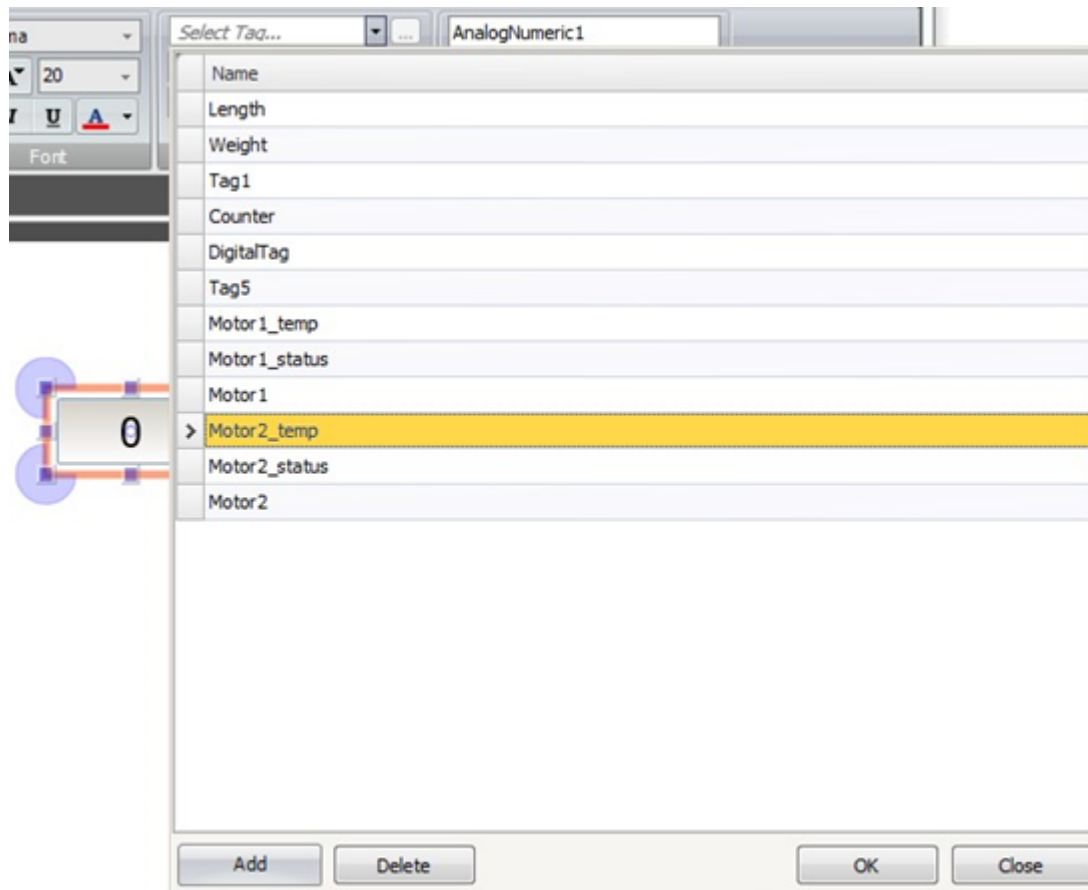 na
Select Tag...
...
AnalogNumeric1
A
20
I U A
Font
Name
Length
Weight
Tag1
Counter
DigitalTag
Tag5
Motor1_temp
Motor1_status
Motor1
0
Motor2_temp
Motor2_status
Motor2
Add
Delete
OK
Close